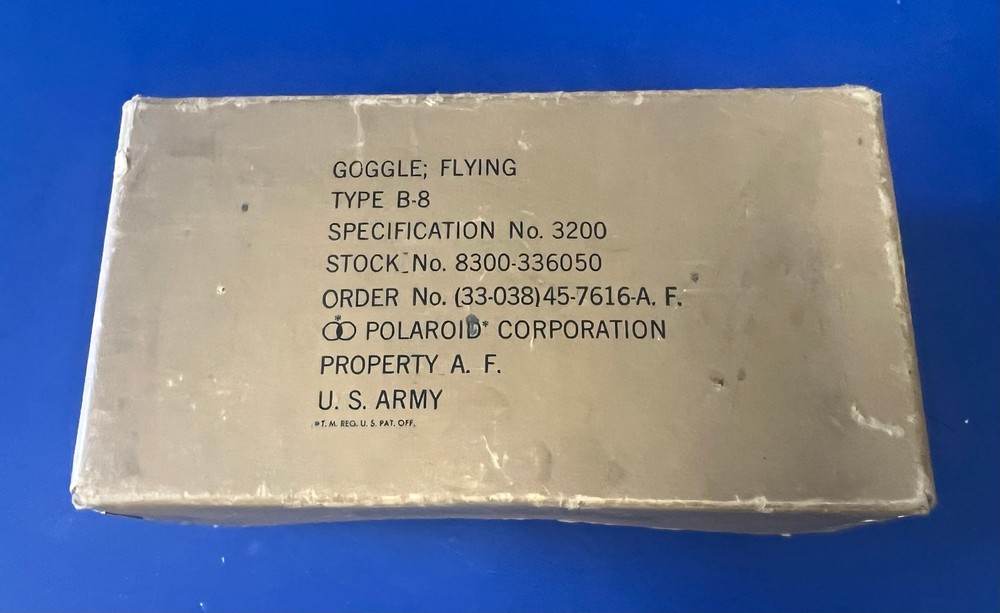 GOGGLE; FLYING
TYPE B-8
SPECIFICATION No. 3200
STOCK No. 8300-336050
ORDER No. (33-038)45-7616-A. F.
POLAROID* CORPORATION
PROPERTY A. F.
U. S. ARMY
*T. M. REG. U. S. PAT. OFF.